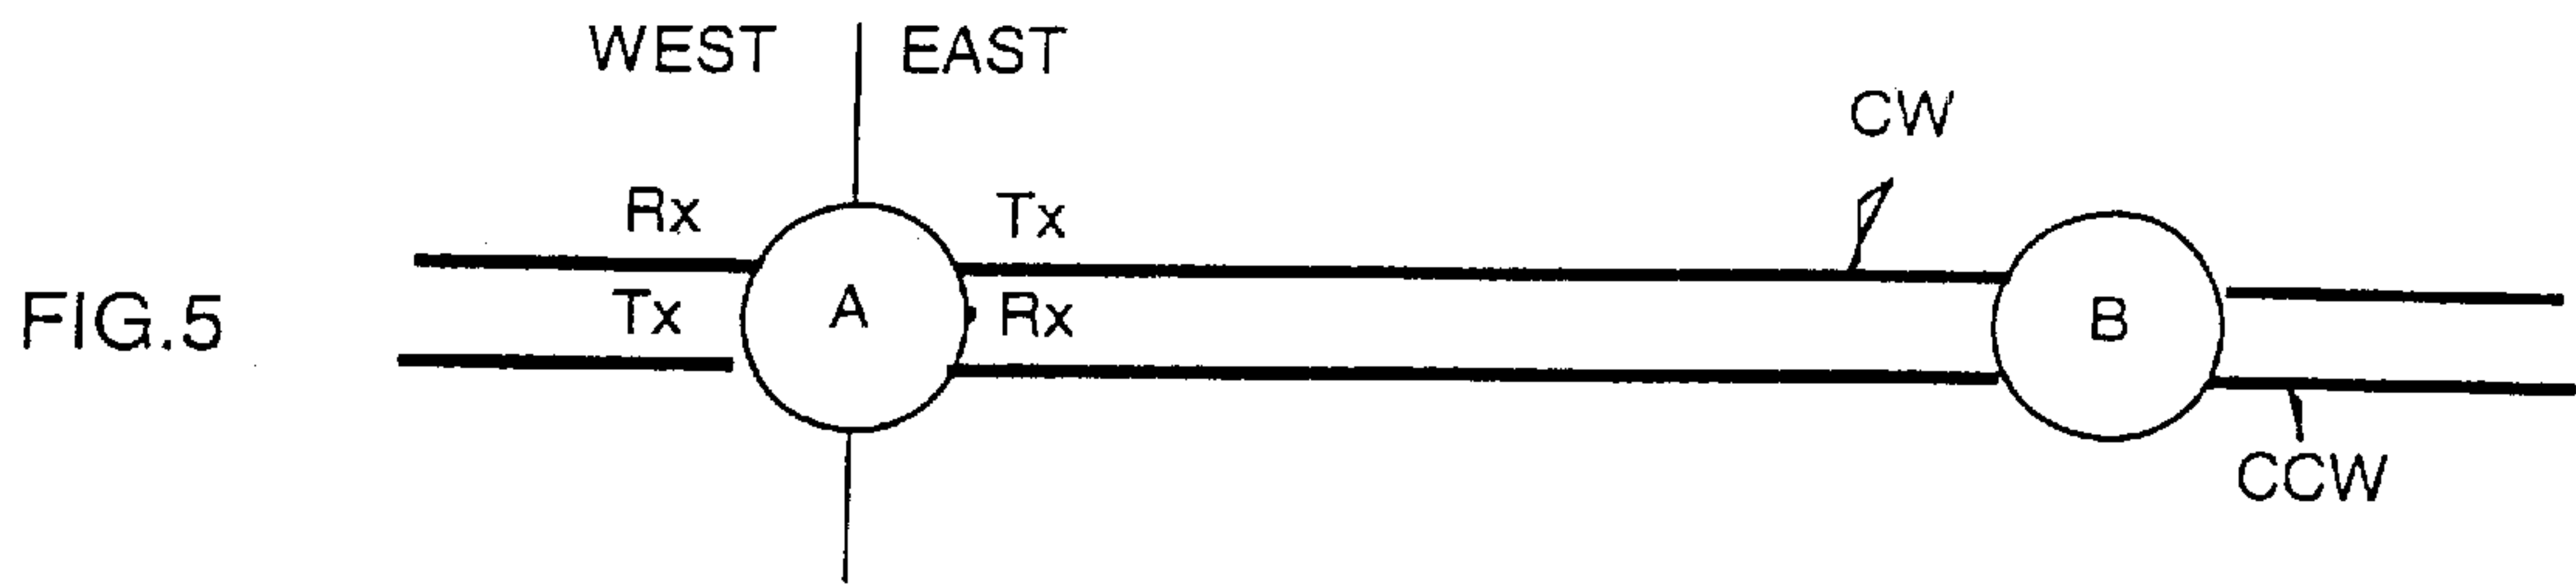 WEST EAST
CW
Rx Tx
Tx A Rx B
FIG.5
CCW